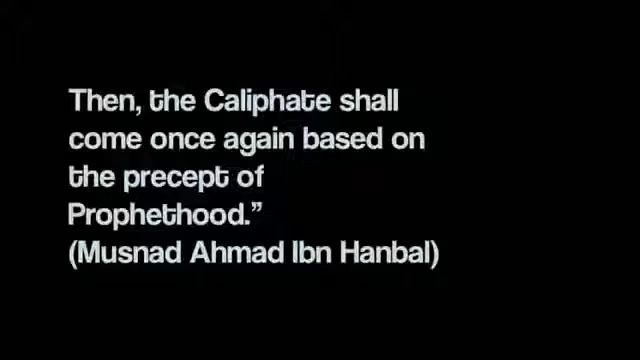 Then, the Caliphate shall
come once again based on
the precept of
Prophethood.”
(Musnad Ahmad Ibn Hanbal)